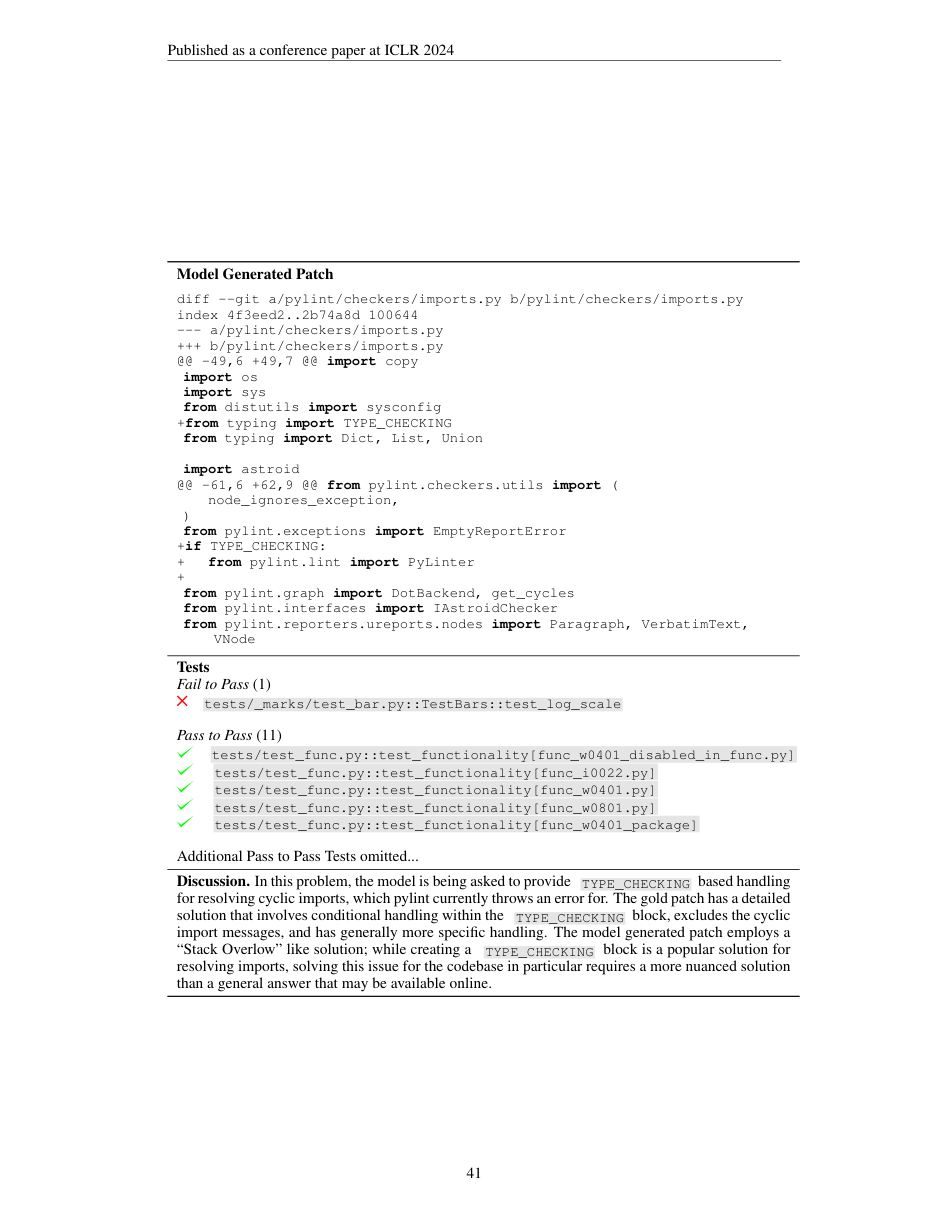 Published as a conference paper at ICLR 2024
Model Generated Patch
diff --git a/pylint/checkers/imports.py b/pylint/checkers/imports.py
index 4f3eed2..2b74a8d 100644
--- a/pylint/checkers/imports.py
+++ b/pylint/checkers/imports.py
@@ -49,6 +49,7 @@ import copy
 import os
 import sys
 from distutils import sysconfig
+from typing import TYPE_CHECKING
 from typing import Dict, List, Union
 import astroid
@@ -61,6 +62,9 @@ from pylint.checkers.utils import (
     node_ignores_exception,
 )
 from pylint.exceptions import EmptyReportError
+if TYPE_CHECKING:
+   from pylint.lint import PyLinter
+
 from pylint.graph import DotBackend, get_cycles
 from pylint.interfaces import IAstroidChecker
 from pylint.reporters.ureports.nodes import Paragraph, VerbatimText,
     VNode
Tests
Fail to Pass (1)
✗ tests/_marks/test_bar.py::TestBars::test_log_scale
Pass to Pass (11)
✓ tests/test_func.py::test_functionality[func_w0401_disabled_in_func.py]
✓ tests/test_func.py::test_functionality[func_i0022.py]
✓ tests/test_func.py::test_functionality[func_w0401.py]
✓ tests/test_func.py::test_functionality[func_w0801.py]
✓ tests/test_func.py::test_functionality[func_w0401_package]
Additional Pass to Pass Tests omitted...
Discussion. In this problem, the model is being asked to provide TYPE_CHECKING based handling
for resolving cyclic imports, which pylint currently throws an error for. The gold patch has a detailed
solution that involves conditional handling within the TYPE_CHECKING block, excludes the cyclic
import messages, and has generally more specific handling. The model generated patch employs a
“Stack Overflow” like solution; while creating a TYPE_CHECKING block is a popular solution for
resolving imports, solving this issue for the codebase in particular requires a more nuanced solution
than a general answer that may be available online.
41